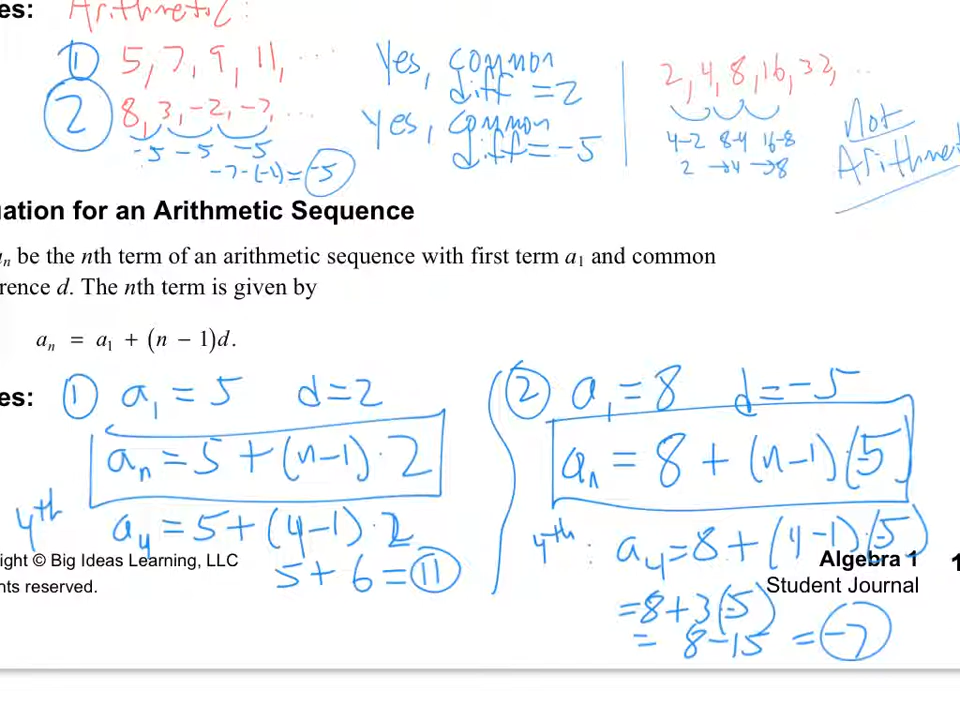 es: Arithmetic:
① 5, 7, 9, 11, ... Yes, common diff = 2
② 8, 3, -2, -7, ... Yes, common diff = -5
-5 -5 -5
-7-(-2) = -5
2, 4, 8, 16, 32, ...
4-2 8-4 16-8
2 → 4 → 8
Not
Arithmet
uation for an Arithmetic Sequence
n be the nth term of an arithmetic sequence with first term a₁ and common
rence d. The nth term is given by
aₙ = a₁ + (n − 1)d.
es: ① a₁ = 5 d = 2
aₙ = 5 + (n-1)·2
4th a₄ = 5 + (4-1)·2
5 + 6 = 11
② a₁ = 8 d = -5
aₙ = 8 + (n-1)(-5)
4th: a₄ = 8 + (4-1)(-5)
= 8 + 3(-5)
= 8 - 15 = -7
ight © Big Ideas Learning, LLC
nts reserved.
Algebra 1
Student Journal
1